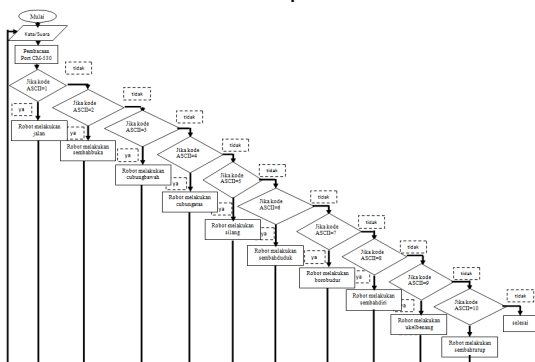 Mulai
Kata/Suara
Pembacaan
Port CM-530
Jika kode
ASCII=1
tidak
ya
Robot melakukan
jalan
Jika kode
ASCII=2
tidak
ya
Robot melakukan
sembahbuka
Jika kode
ASCII=3
tidak
ya
Robot melakukan
Jika kode
ASCII=4
tidak
ya
Robot melakukan
Jika kode
ASCII=5
tidak
ya
Robot melakukan
silang
Jika kode
ASCII=6
tidak
ya
Robot melakukan
sembahduduk
Jika kode
ASCII=7
tidak
ya
Robot melakukan
borobudur
Jika kode
ASCII=8
tidak
ya
Robot melakukan
sembahdiri
Jika kode
ASCII=9
tidak
ya
Robot melakukan
ukelbenang
Jika kode
ASCII=10
tidak
selesai
Robot melakukan
sembahtutup